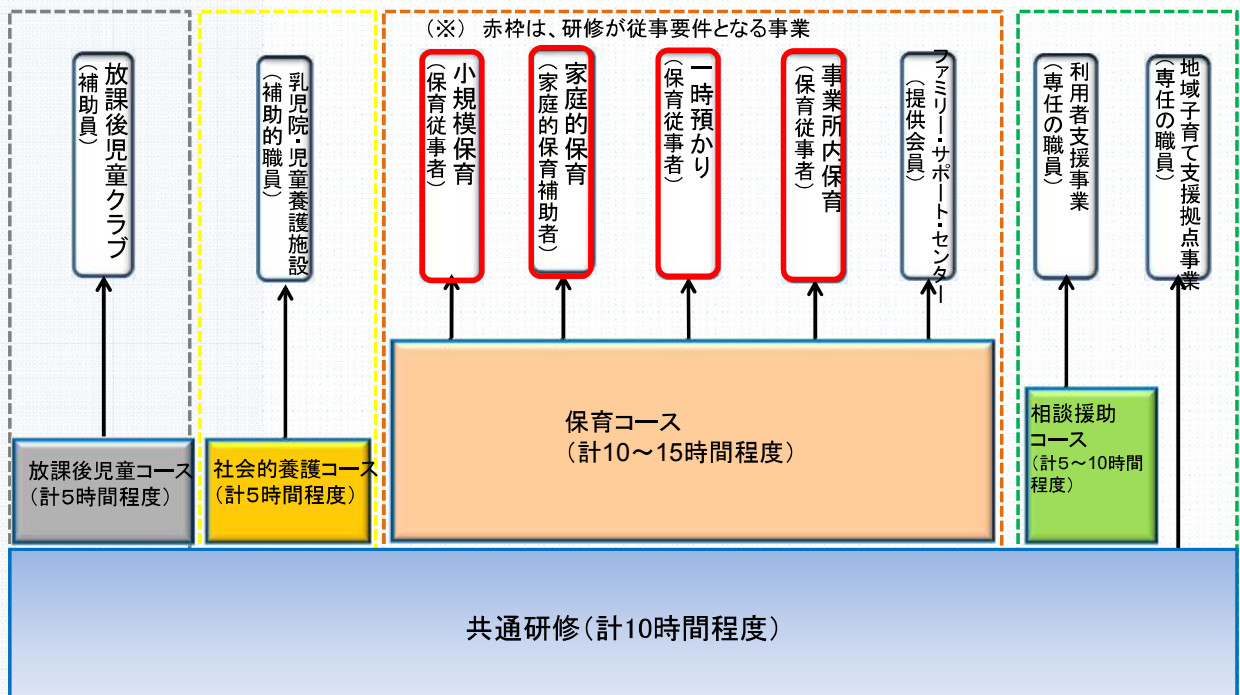 （※） 赤枠は、研修が従事要件となる事業
放課後児童クラブ
（補助員）
乳児院・児童養護施設
（補助的職員）
小規模保育
（保育従事者）
家庭的保育
（家庭的保育補助者）
一時預かり
（保育従事者）
事業所内保育
（保育従事者）
ファミリー・サポート・センター
（提供会員）
利用者支援事業
（専任の職員）
地域子育て支援拠点事業
（専任の職員）
放課後児童コース
（計５時間程度）
社会的養護コース
（計５時間程度）
保育コース
（計10～15時間程度）
相談援助
コース
（計５～10時間
程度）
共通研修（計10時間程度）